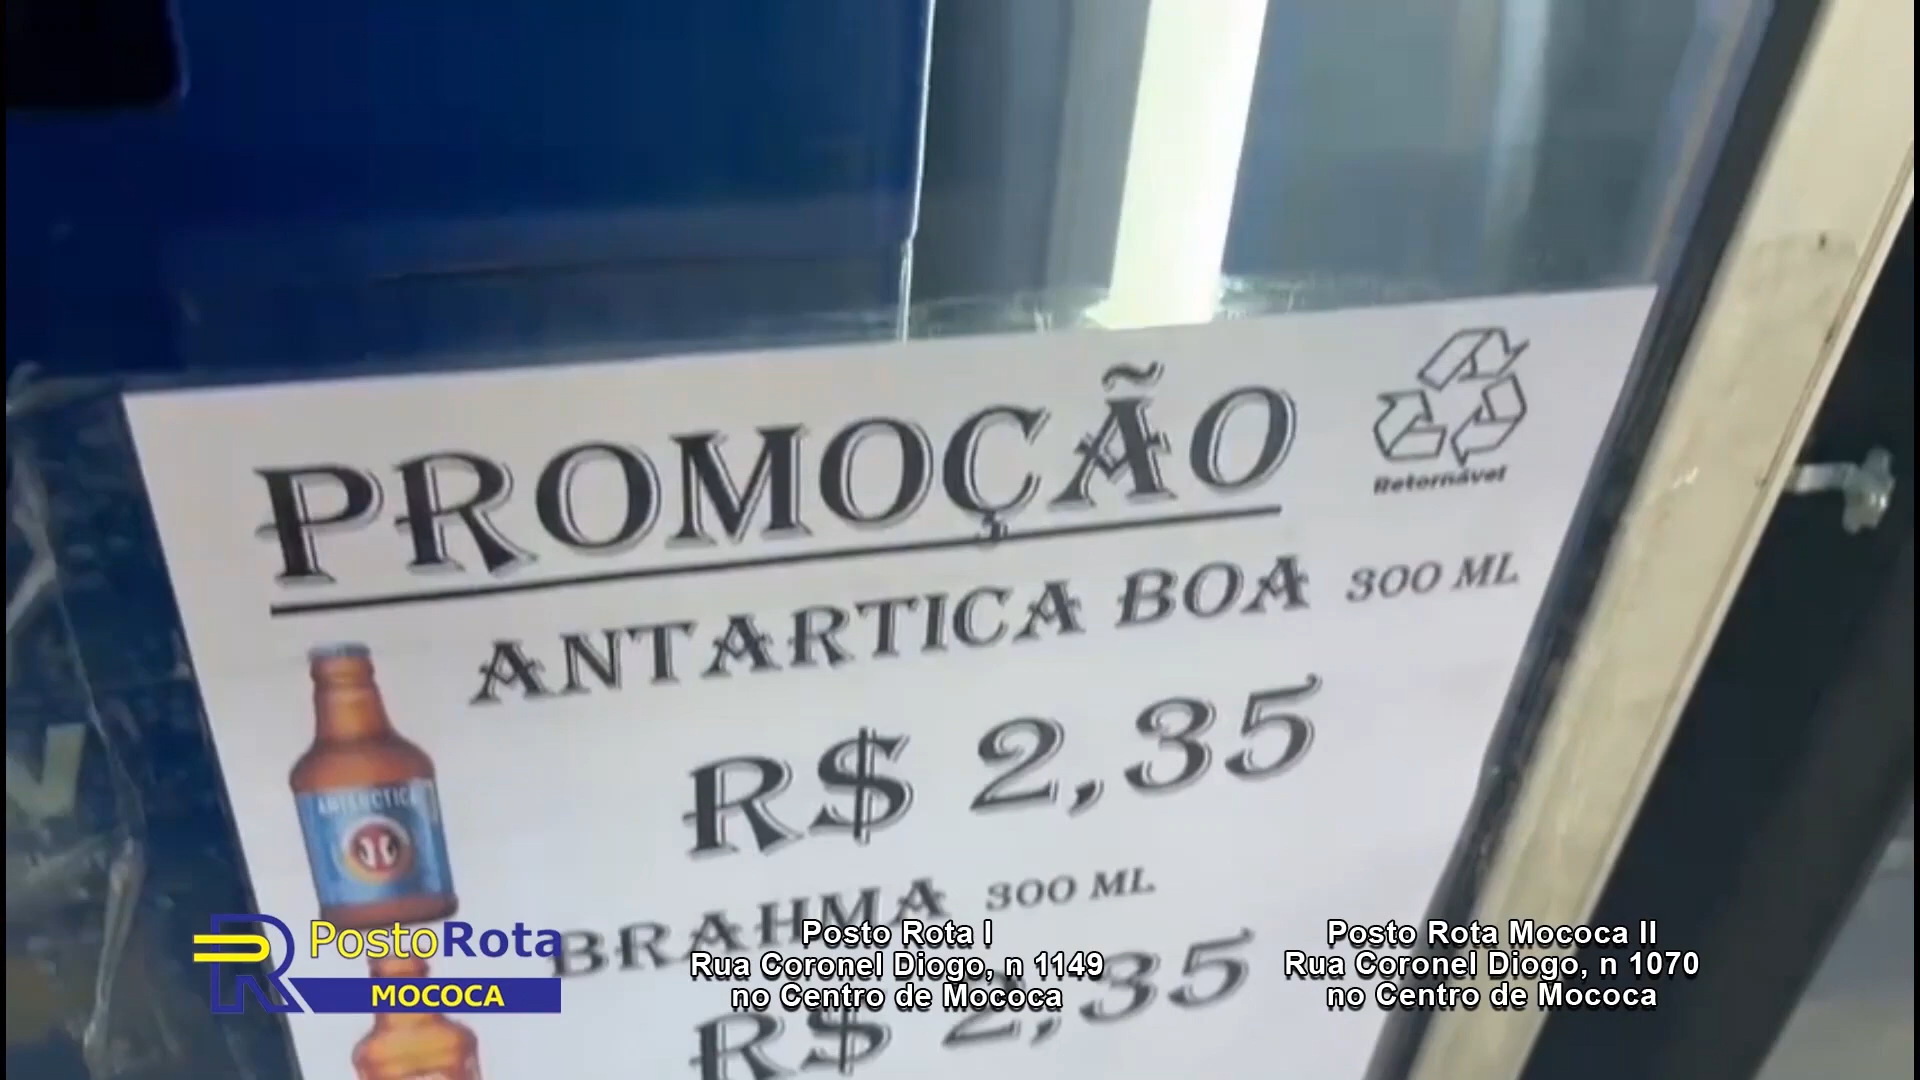 PROMOÇÃO
Retornável
ANTARTICA BOA 300 ML
R$ 2,35
ANTARCTICA
BRAHMA 300 ML
R$ 2,35
PostoRota
MOCOCA
Posto Rota I
Rua Coronel Diogo, n 1149
no Centro de Mococa
Posto Rota Mococa II
Rua Coronel Diogo, n 1070
no Centro de Mococa